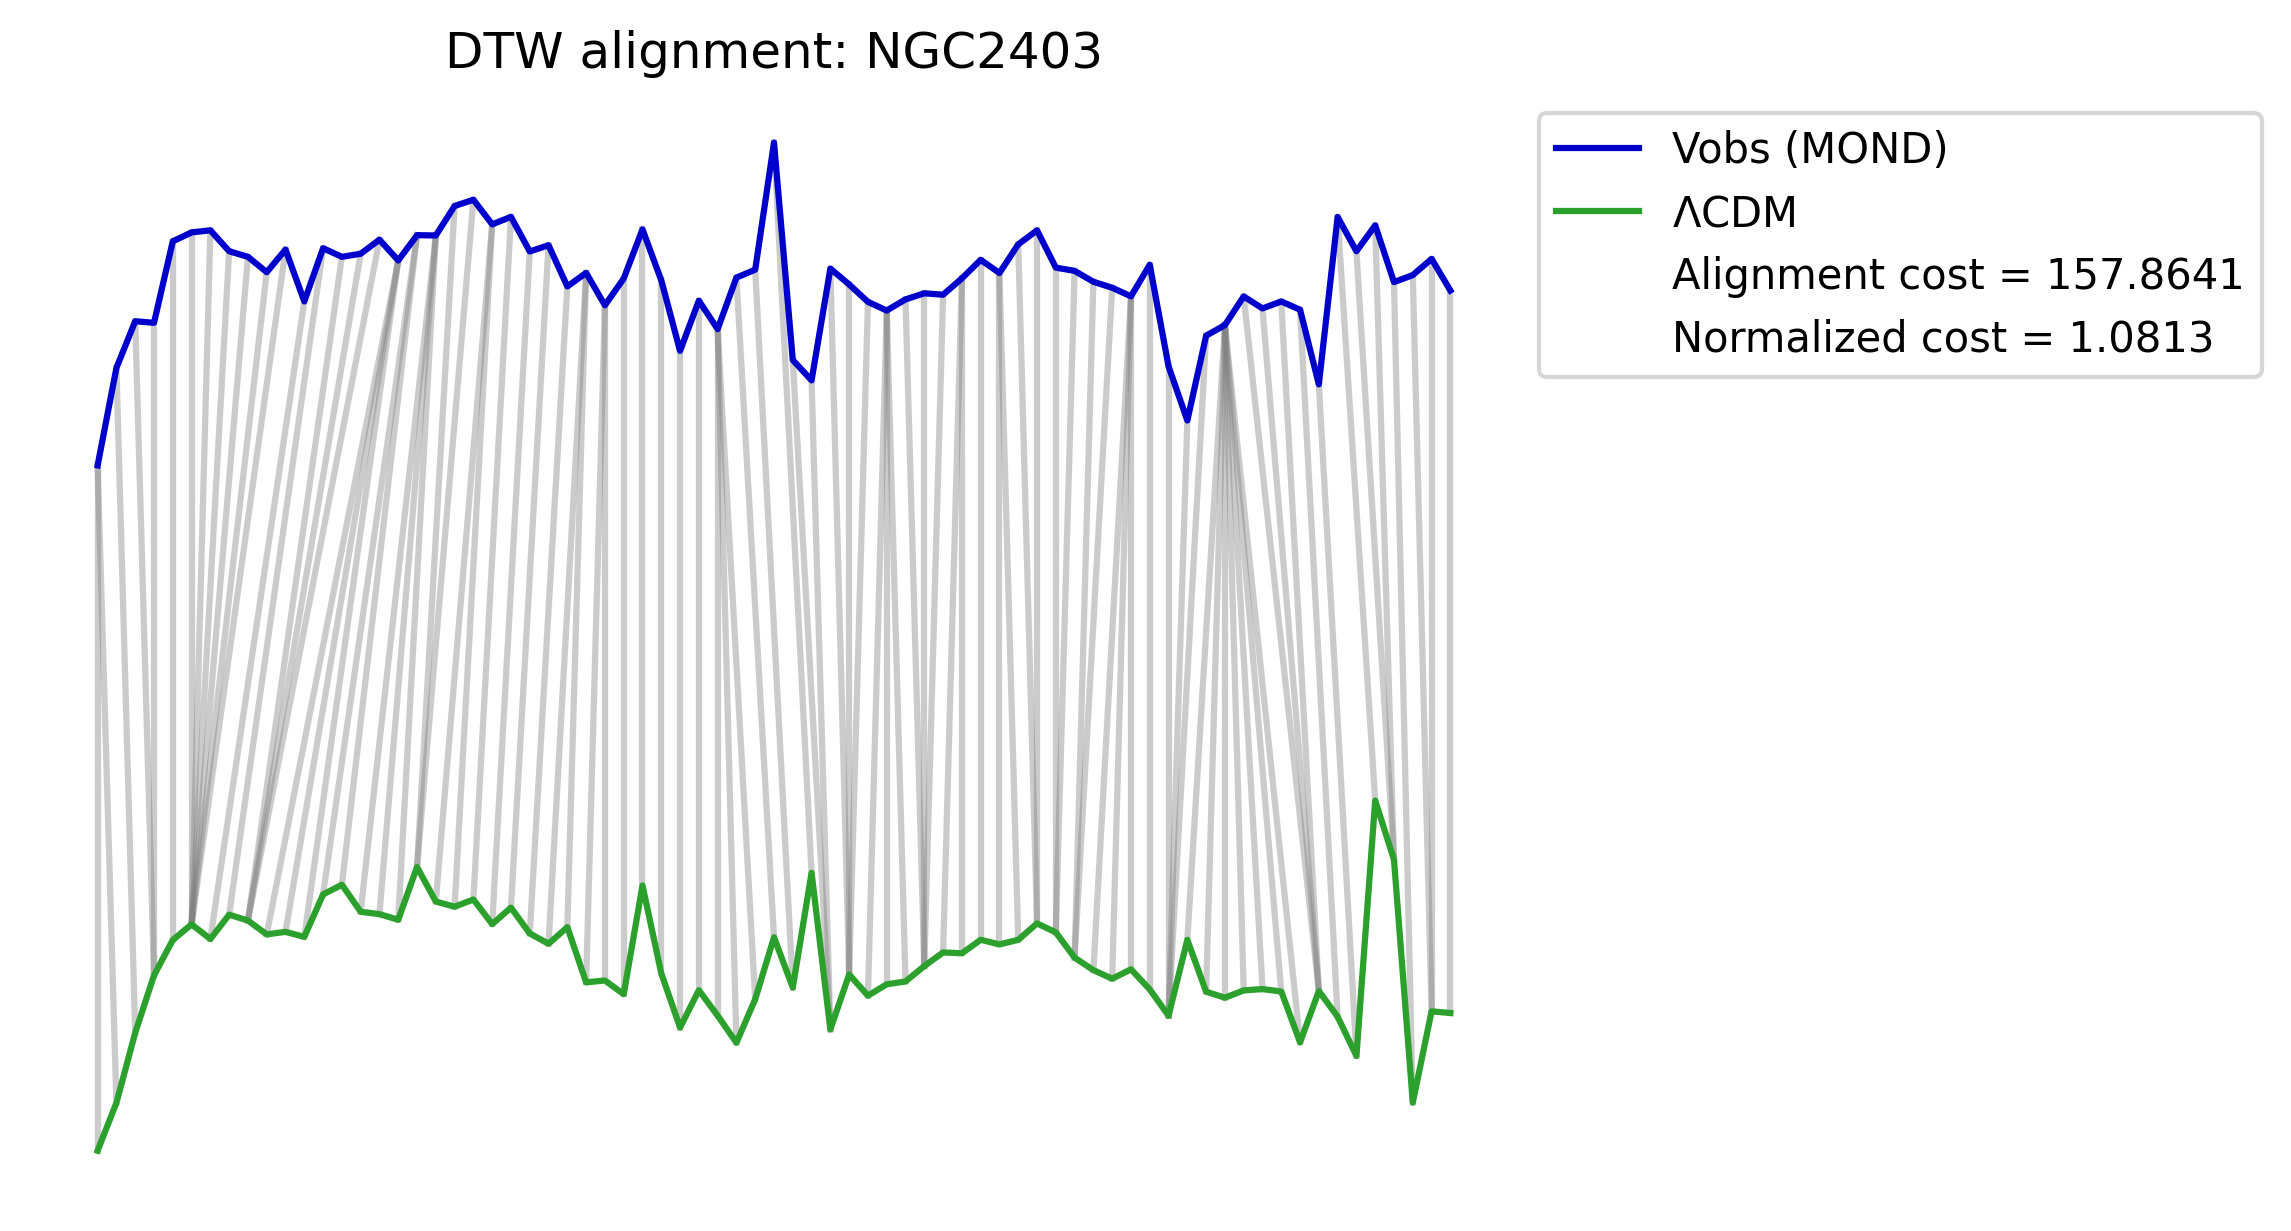 DTW alignment: NGC2403
Vobs (MOND)
ΛCDM
Alignment cost = 157.8641
Normalized cost = 1.0813